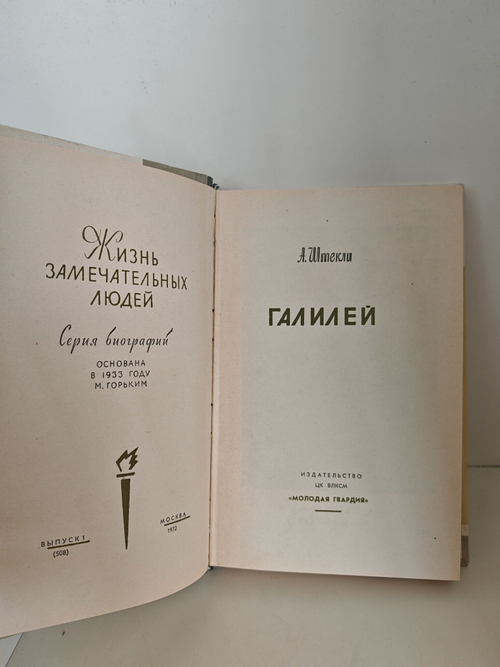 Жизнь
ЗАМЕЧАТЕЛЬНЫХ
ЛЮДЕЙ
Серия биографий
ОСНОВАНА
В 1933 ГОДУ
М. ГОРЬКИМ
ВЫПУСК 1
(508)
МОСКВА
1972
А. Штекли
ГАЛИЛЕЙ
ИЗДАТЕЛЬСТВО
ЦК ВЛКСМ
«МОЛОДАЯ ГВАРДИЯ»